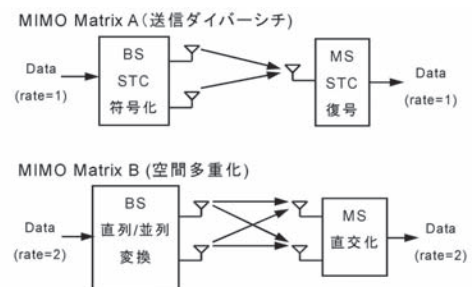 MIMO Matrix A(送信ダイバーシチ)
BS
STC
符号化
MS
STC
復号
Data
(rate=1)
Data
(rate=1)
MIMO Matrix B (空間多重化)
BS
直列/並列
変換
MS
直交化
Data
(rate=2)
Data
(rate=2)